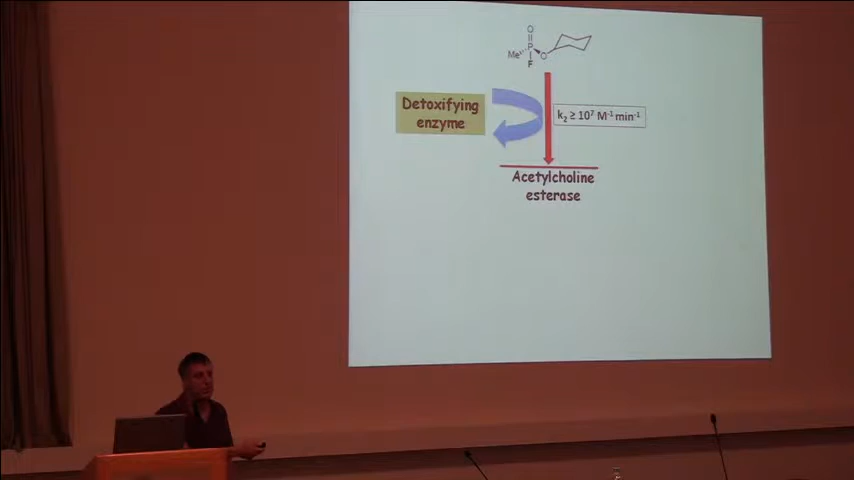 O
Me P O
F
Detoxifying
enzyme
k₂ ≥ 10⁷ M⁻¹ min⁻¹
Acetylcholine
esterase